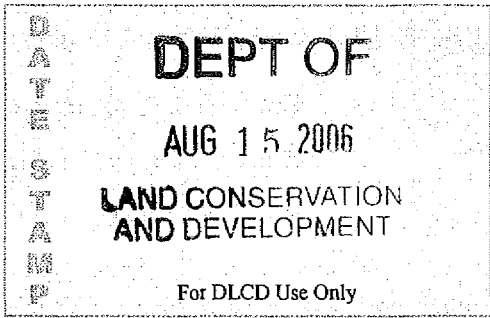 DATE STAMP
DEPT OF
AUG 15 2006
LAND CONSERVATION
AND DEVELOPMENT
For DLCD Use Only